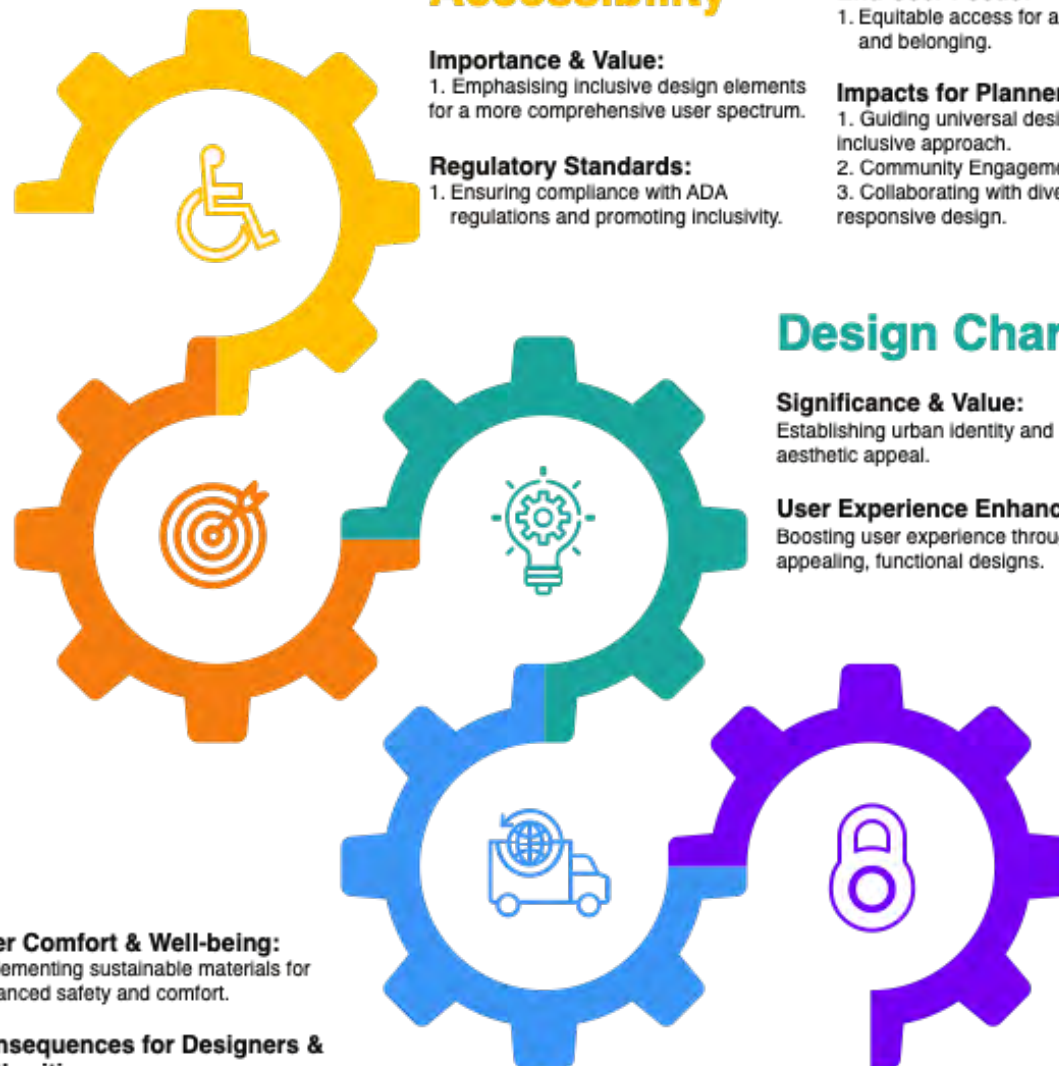 Accessibility
Importance & Value:
1. Emphasising inclusive design elements
for a more comprehensive user spectrum.
Regulatory Standards:
1. Ensuring compliance with ADA
regulations and promoting inclusivity.
1. Equitable access for a
and belonging.
Impacts for Planner
1. Guiding universal desi
inclusive approach.
2. Community Engageme
3. Collaborating with dive
responsive design.
Design Char
Significance & Value:
Establishing urban identity and
aesthetic appeal.
User Experience Enhanc
Boosting user experience throu
appealing, functional designs.
er Comfort & Well-being:
ementing sustainable materials for
anced safety and comfort.
nsequences for Designers &